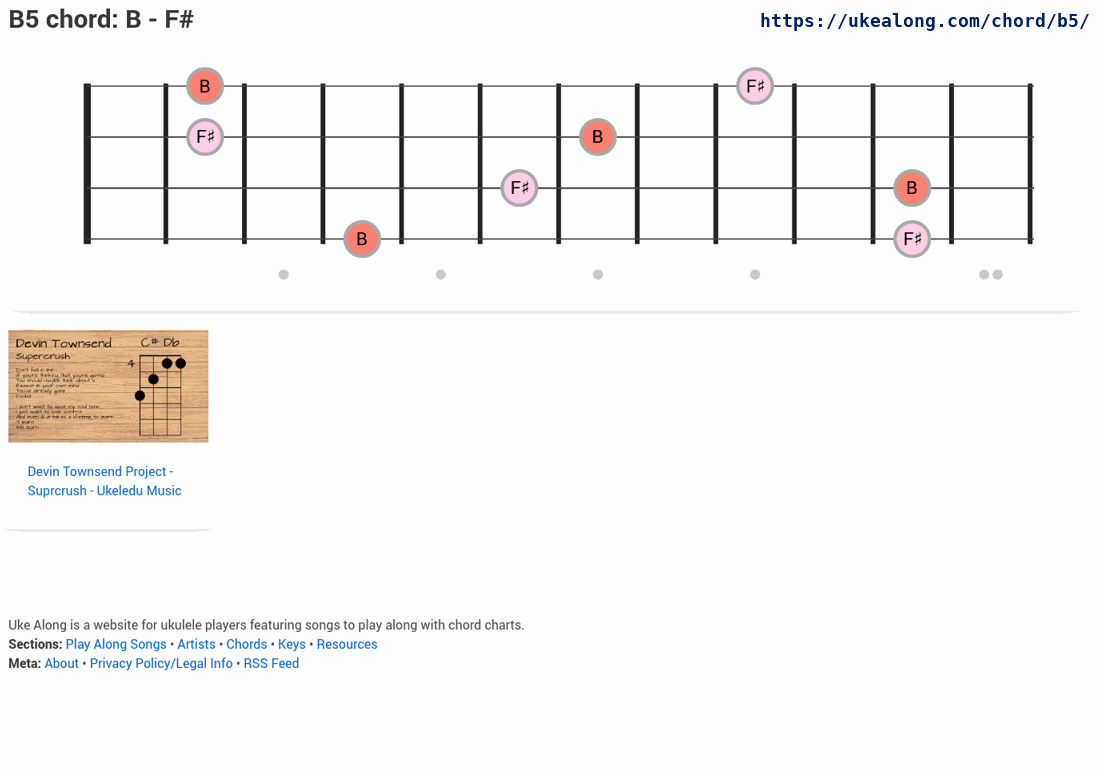 B5 chord: B - F#
https://ukealong.com/chord/b5/
B
F♯
F♯
B
F♯
B
B
F♯
Devin Townsend
C# Db
Supercrush
4
Devin Townsend Project -
Suprcrush - Ukeledu Music
Uke Along is a website for ukulele players featuring songs to play along with chord charts.
Sections: Play Along Songs • Artists • Chords • Keys • Resources
Meta: About • Privacy Policy/Legal Info • RSS Feed